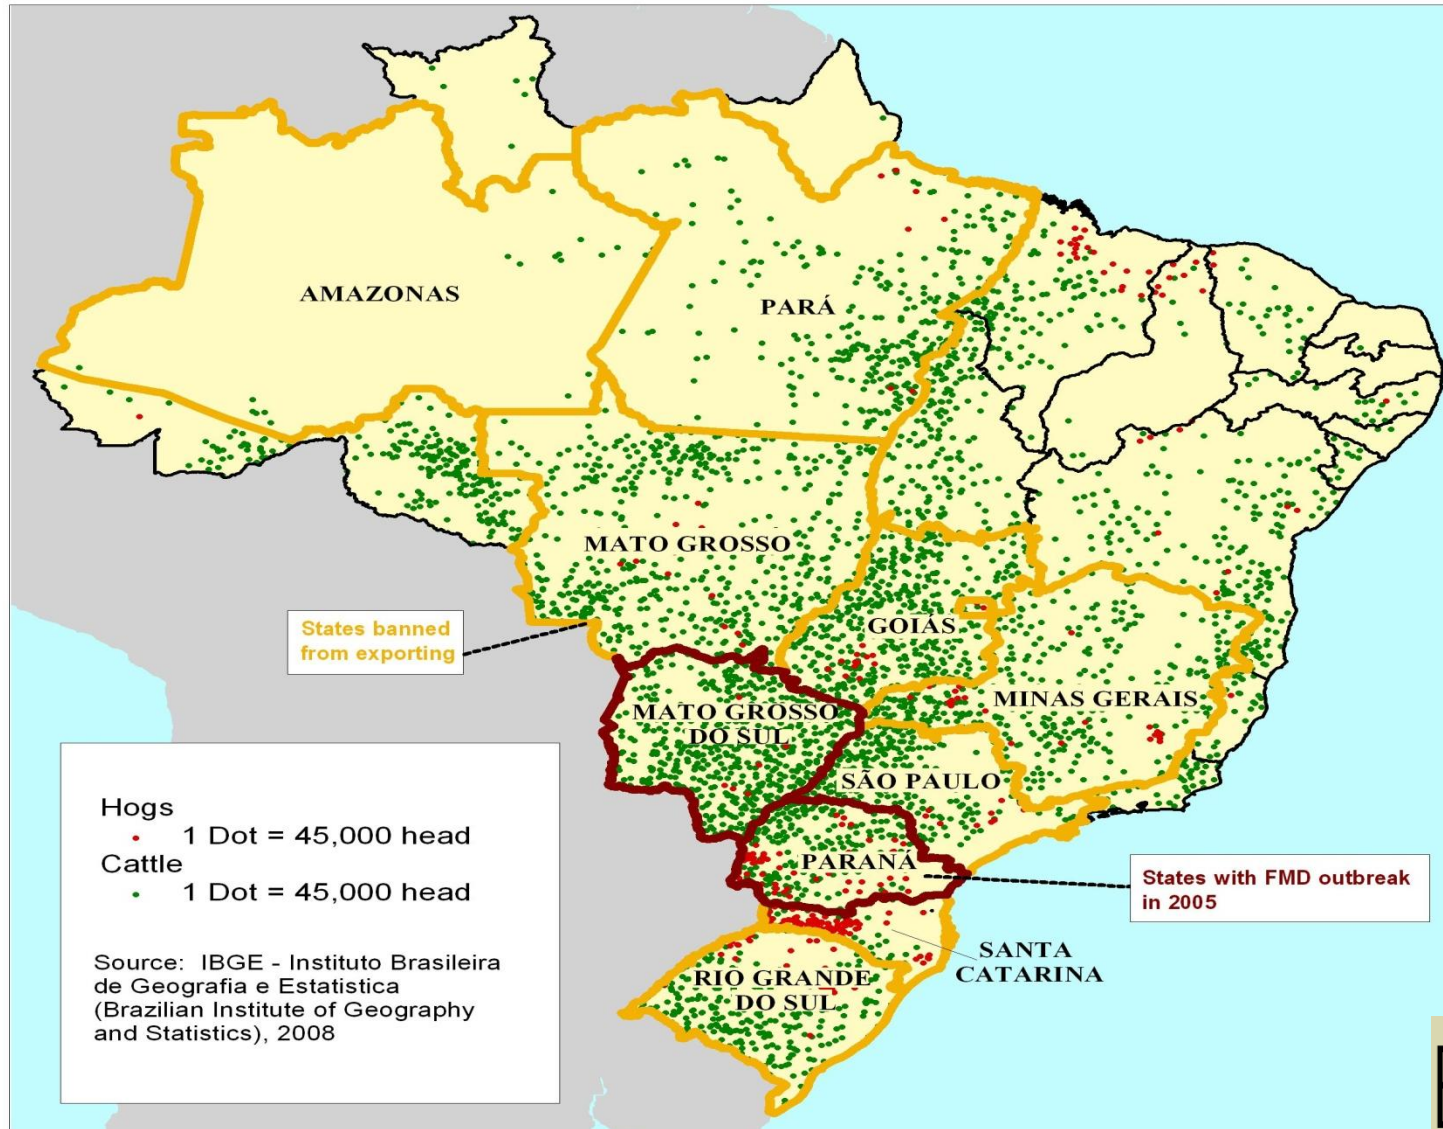 AMAZONAS
PARÁ
MATO GROSSO
GOIÁS
States banned
from exporting
MATO GROSSO
DO SUL
MINAS GERAIS
SÃO PAULO
PARANÁ
States with FMD outbreak
in 2005
SANTA
CATARINA
RIO GRANDE
DO SUL
Hogs
1 Dot = 45,000 head
Cattle
1 Dot = 45,000 head
Source: IBGE - Instituto Brasileira
de Geografia e Estatistica
(Brazilian Institute of Geography
and Statistics), 2008